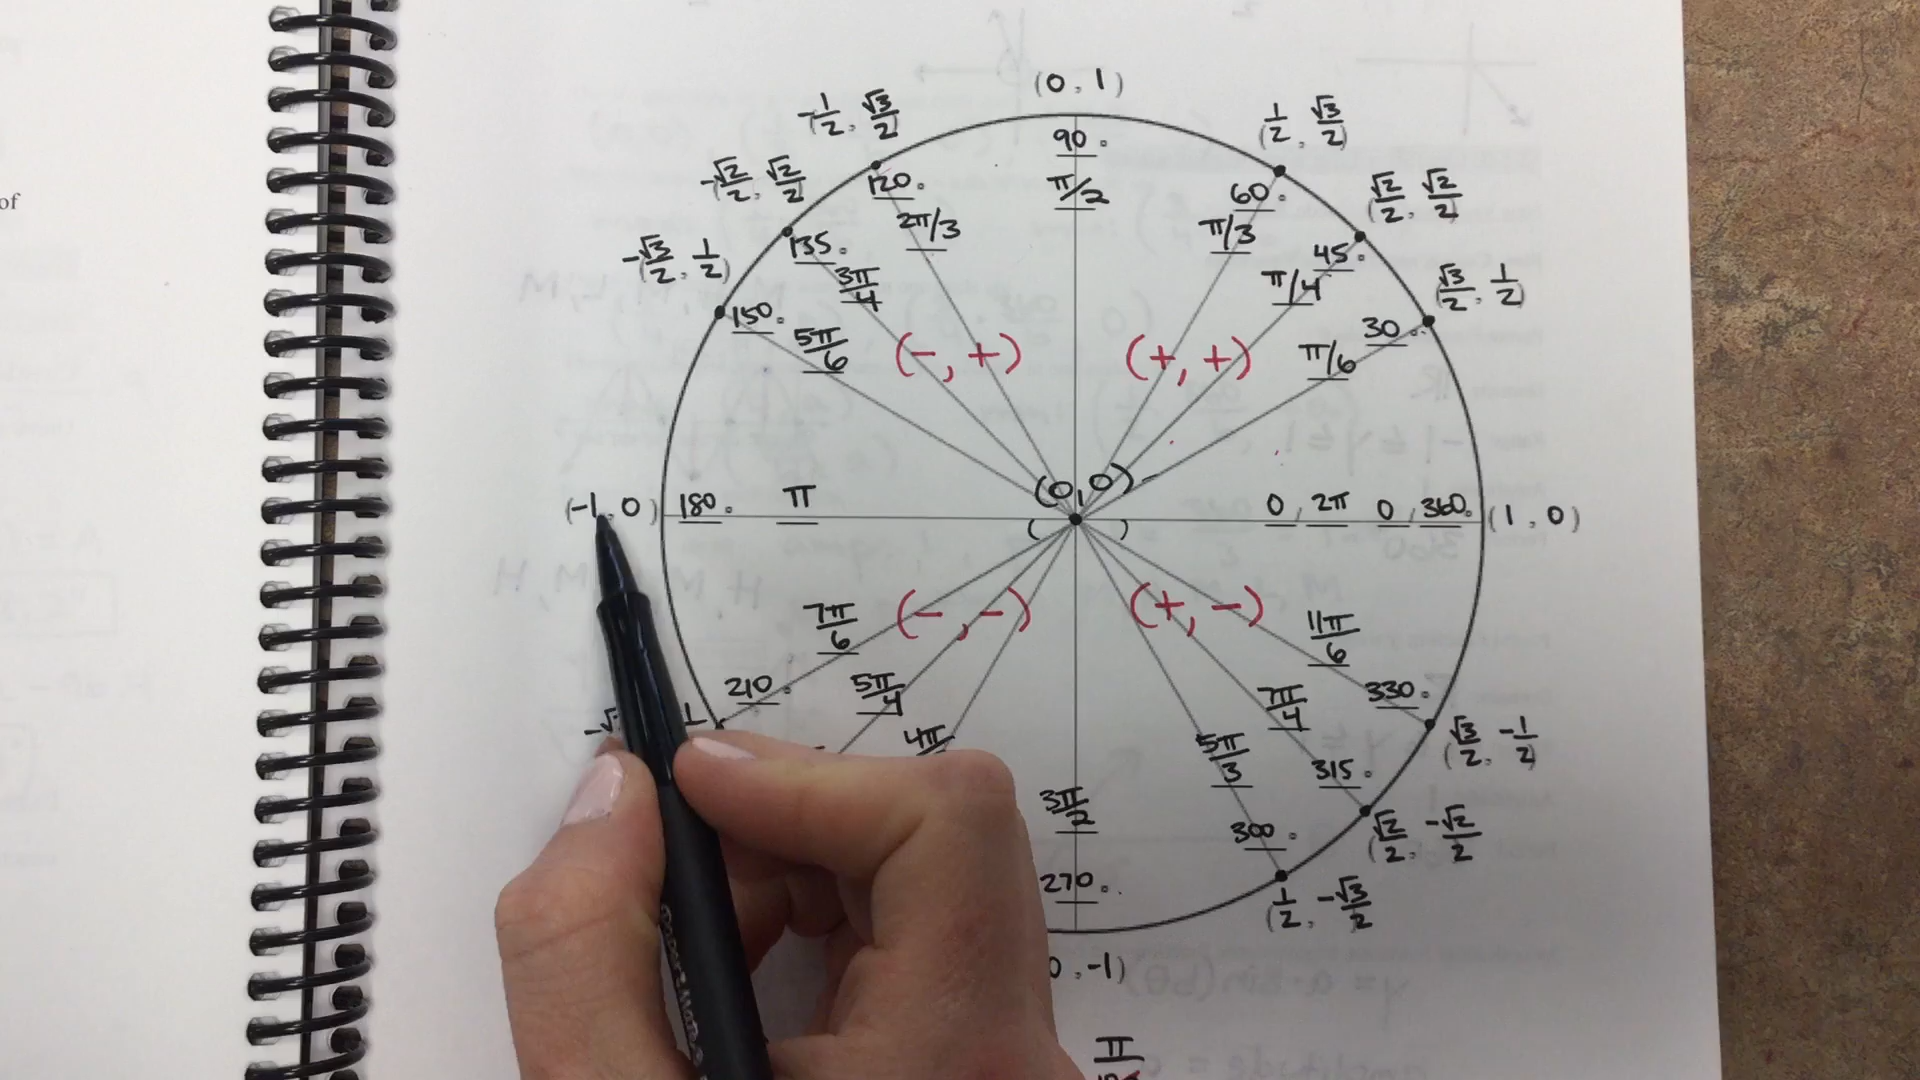 of
(0, 1)
-1/2, √3/2)
(1/2, √3/2)
90°
π/2
120°
2π/3
60°
π/3
(-√2/2, √2/2)
(√2/2, √2/2)
135°
3π/4
45°
π/4
(-√3/2, 1/2)
(√3/2, 1/2)
150°
5π/6
30°
π/6
(-, +)
(+, +)
(0, 0)
(-1, 0)
180°
π
0, 2π
0, 360°
(1, 0)
(-, -)
(+, -)
7π/6
11π/6
210°
5π/4
7π/4
330°
4π
5π/3
315°
(√3/2, -1/2)
3π/2
300°
(√2/2, -√2/2)
270°
(1/2, -√3/2)
0, -1)
π